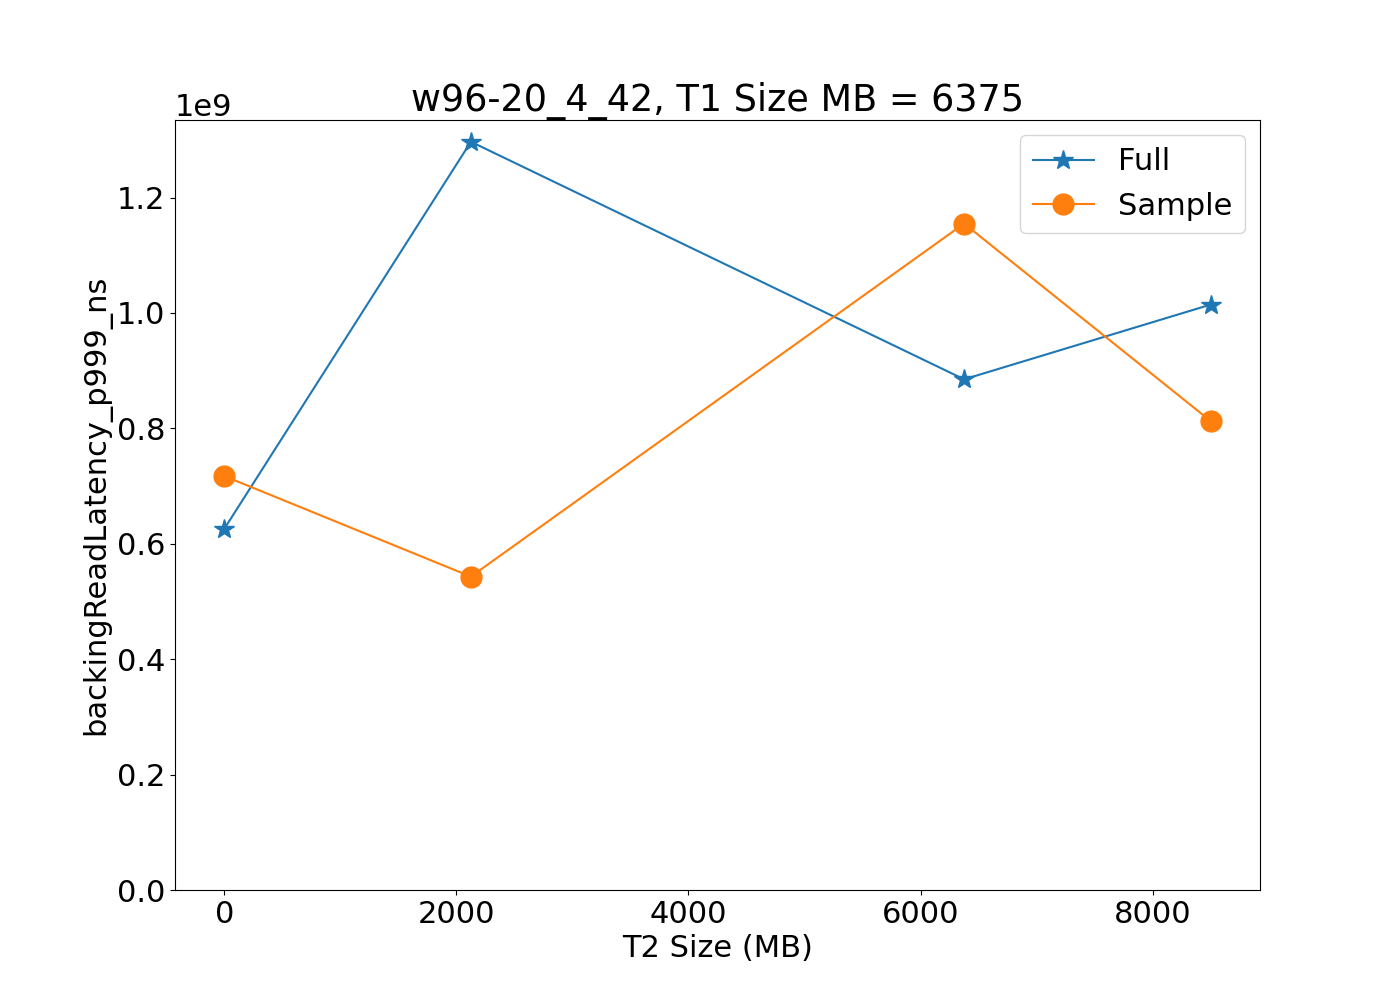 w96-20_4_42, T1 Size MB = 6375
1e9
Full
Sample
1.2
1.0
0.8
0.6
0.4
0.2
0.0
backingReadLatency_p999_ns
0 2000 4000 6000 8000
T2 Size (MB)